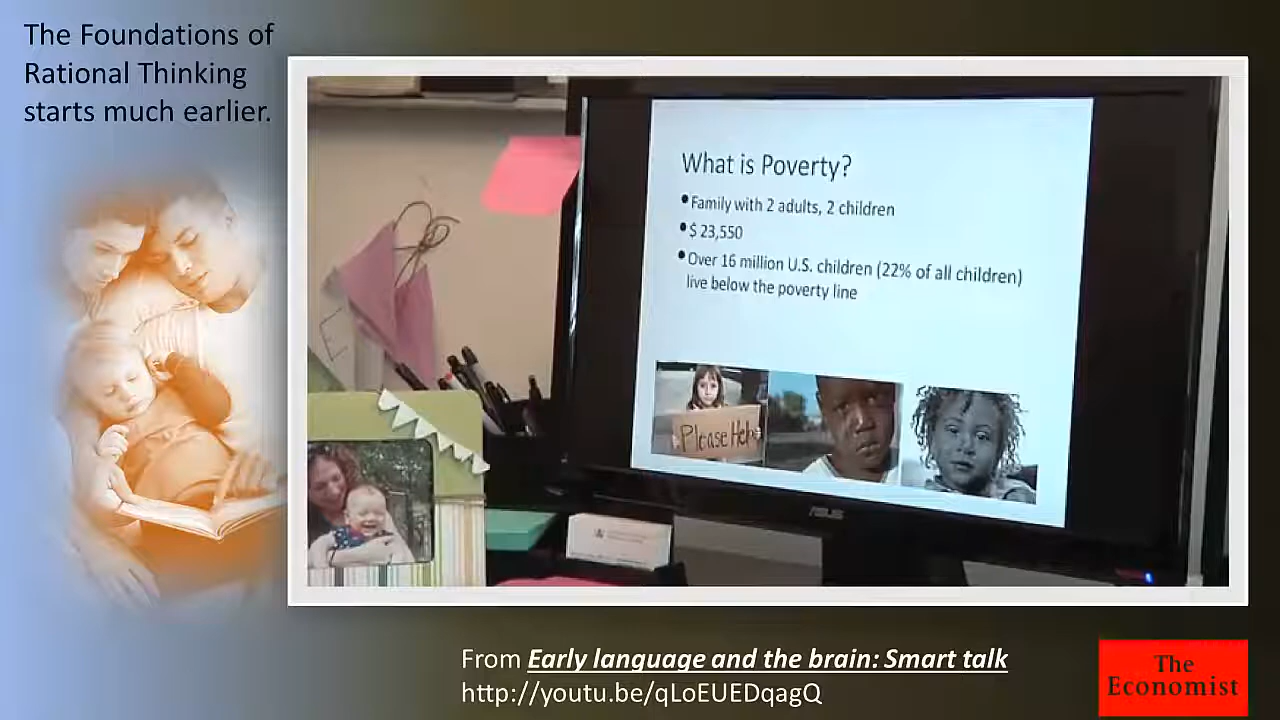 The Foundations of
Rational Thinking
starts much earlier.
What is Poverty?
•Family with 2 adults, 2 children
•$ 23,550
•Over 16 million U.S. children (22% of all children)
live below the poverty line
Please Help
E
ASUS
From Early language and the brain: Smart talk
http://youtu.be/qLoEUEDqagQ
The
Economist